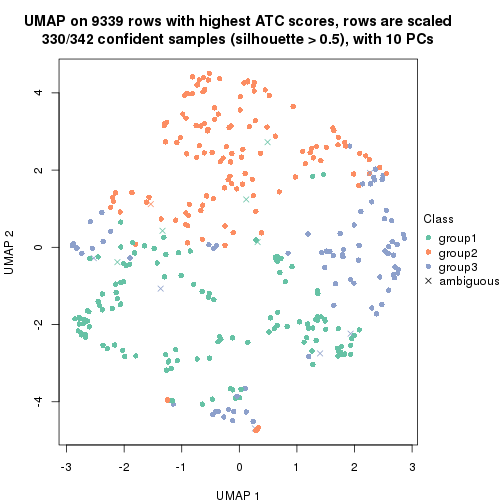 UMAP on 9339 rows with highest ATC scores, rows are scaled
330/342 confident samples (silhouette > 0.5), with 10 PCs
4
2
0
-2
-4
UMAP 2
-3 -2 -1 0 1 2 3
UMAP 1
Class
group1
group2
group3
ambiguous